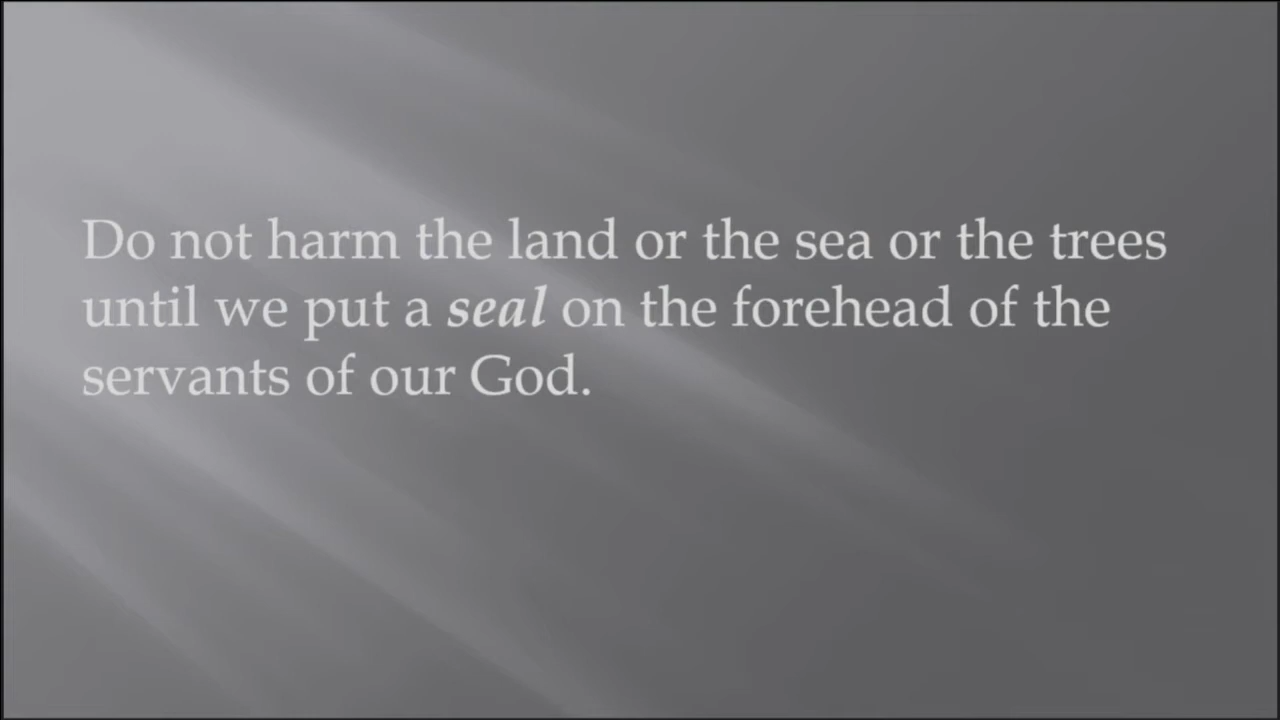 Do not harm the land or the sea or the trees
until we put a seal on the forehead of the
servants of our God.